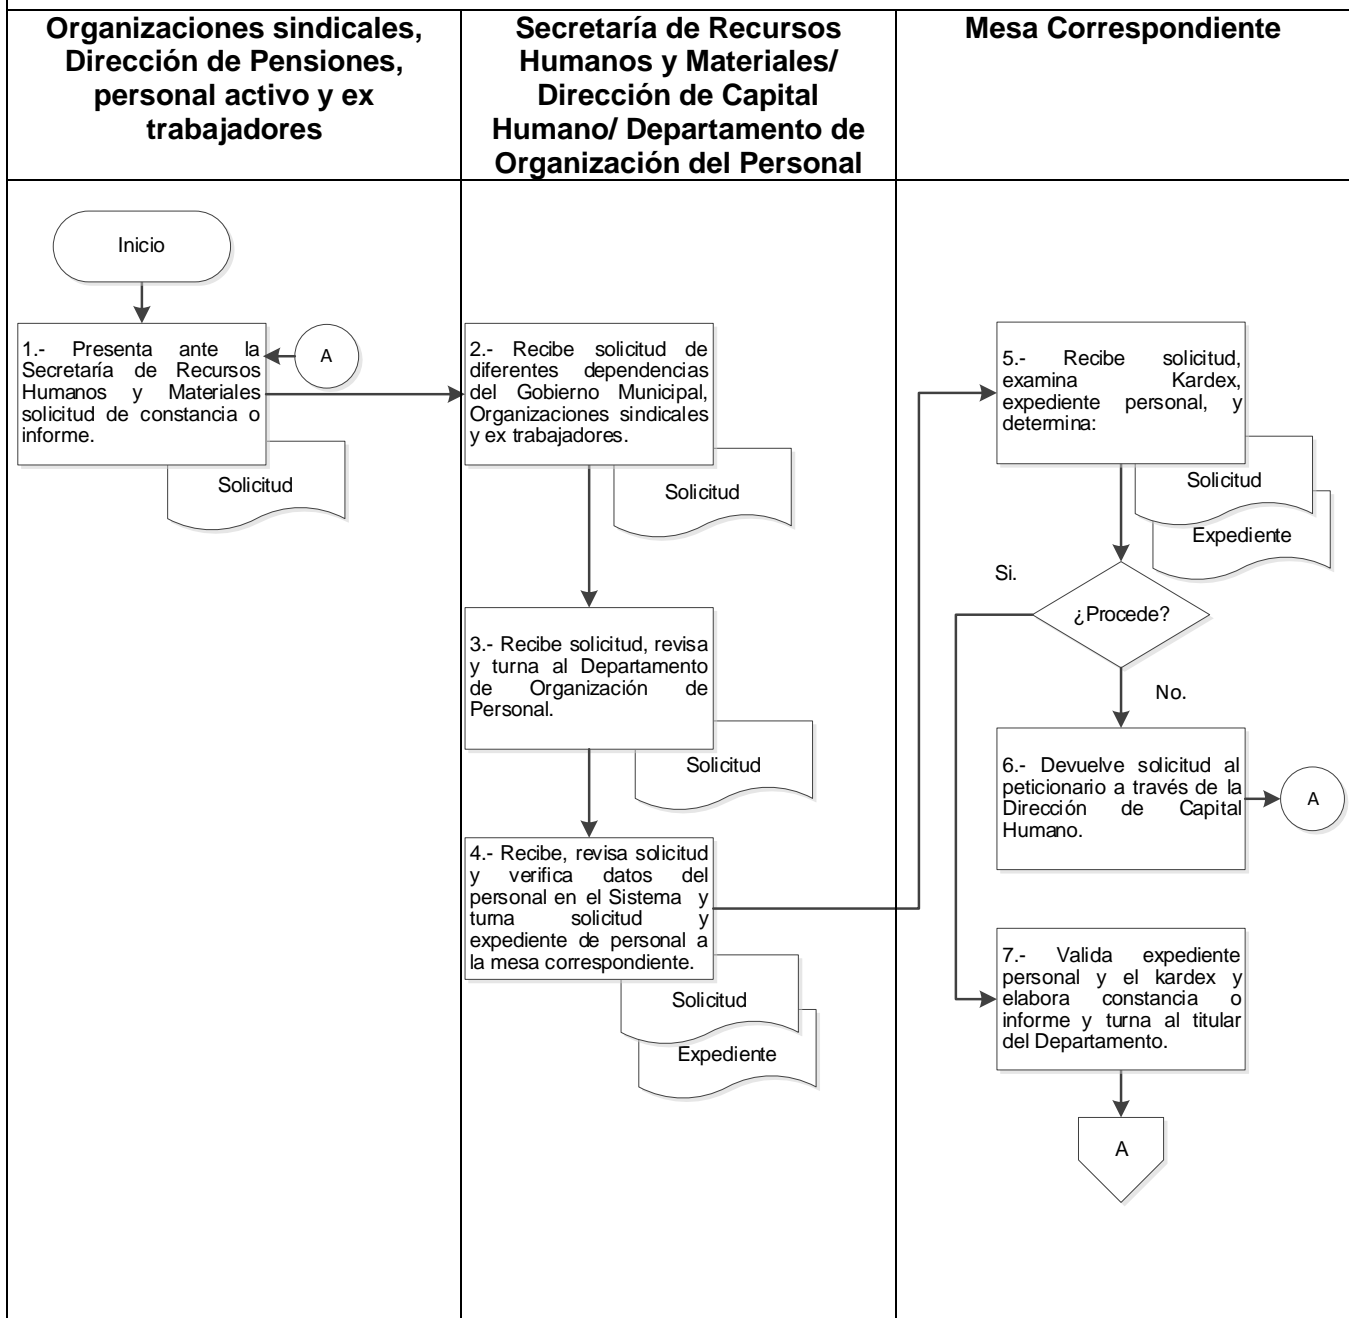 Organizaciones sindicales,
Dirección de Pensiones,
personal activo y ex
trabajadores
Secretaría de Recursos
Humanos y Materiales/
Dirección de Capital
Humano/ Departamento de
Organización del Personal
Mesa Correspondiente
Inicio
1.- Presenta ante la
Secretaría de Recursos
Humanos y Materiales
solicitud de constancia o
informe.
A
Solicitud
2.- Recibe solicitud de
diferentes dependencias
del Gobierno Municipal,
Organizaciones sindicales
y ex trabajadores.
Solicitud
3.- Recibe solicitud, revisa
y turna al Departamento
de Organización de
Personal.
Solicitud
4.- Recibe, revisa solicitud
y verifica datos del
personal en el Sistema y
turna solicitud y
expediente de personal a
la mesa correspondiente.
Solicitud
Expediente
5.- Recibe solicitud,
examina Kardex,
expediente personal, y
determina:
Solicitud
Expediente
Si.
¿Procede?
No.
6.- Devuelve solicitud al
peticionario a través de la
Dirección de Capital
Humano.
A
7.- Valida expediente
personal y el kardex y
elabora constancia o
informe y turna al titular
del Departamento.
A